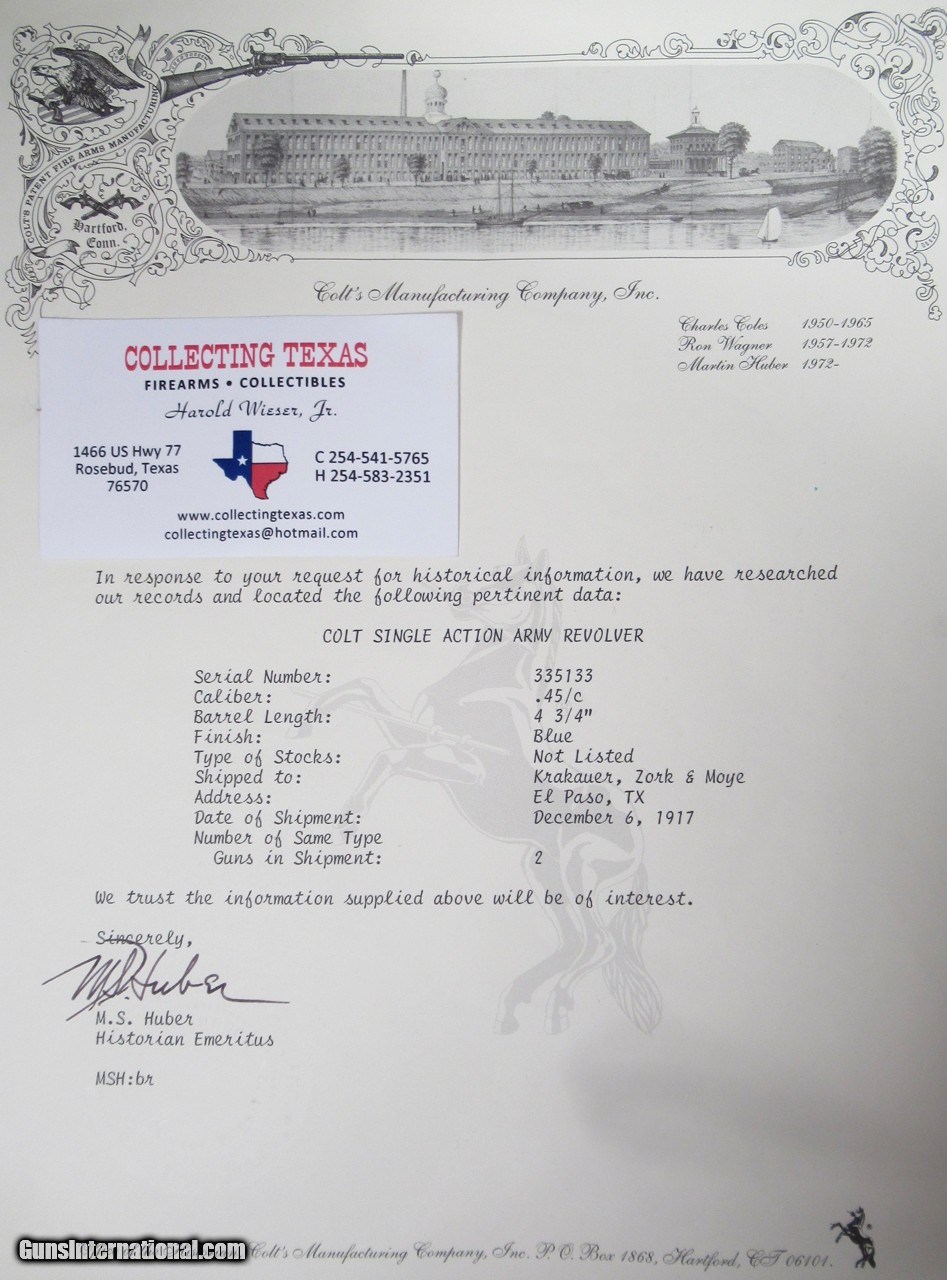 COLT'S PATENT FIRE ARMS MANUFACTURING
Hartford,
Conn.
Colt's Manufacturing Company, Inc.
Charles Coles 1950-1965
Ron Wagner 1957-1972
Martin Huber 1972-
COLLECTING TEXAS
FIREARMS • COLLECTIBLES
Harold Wieser, Jr.
1466 US Hwy 77
Rosebud, Texas
76570
C 254-541-5765
H 254-583-2351
www.collectingtexas.com
collectingtexas@hotmail.com
In response to your request for historical information, we have researched
our records and located the following pertinent data:
COLT SINGLE ACTION ARMY REVOLVER
Serial Number: 335133
Caliber: .45/c
Barrel Length: 4 3/4"
Finish: Blue
Type of Stocks: Not Listed
Shipped to: Krakauer, Zork & Moye
Address: El Paso, TX
Date of Shipment: December 6, 1917
Number of Same Type
Guns in Shipment: 2
We trust the information supplied above will be of interest.
Sincerely,
M.S. Huber
M.S. Huber
Historian Emeritus
MSH:br
GunsInternational.com
Colt's Manufacturing Company, Inc. P. O. Box 1868, Hartford, CT 06101.